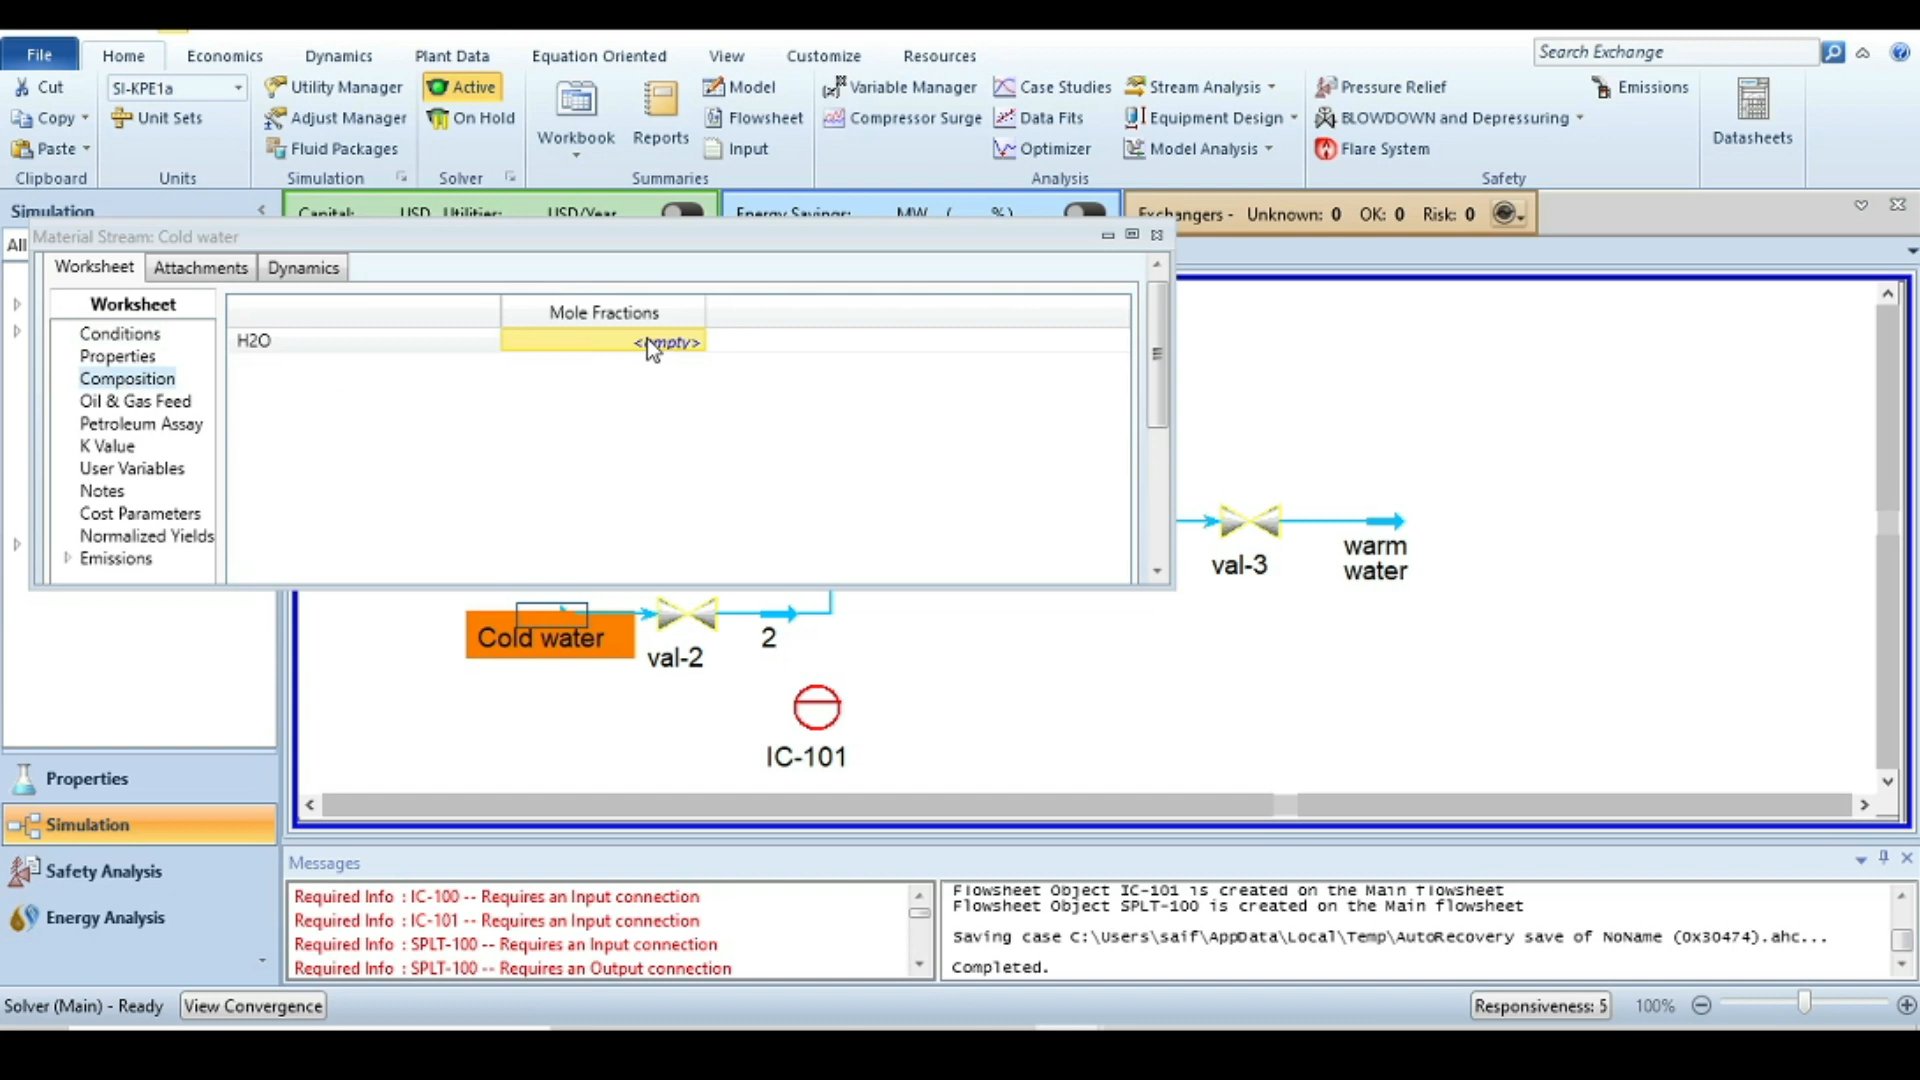 File Home Economics Dynamics Plant Data Equation Oriented View Customize Resources Search Exchange
Cut SI-KPE1a Utility Manager Active Model Variable Manager Case Studies Stream Analysis Pressure Relief Emissions
Copy Unit Sets Adjust Manager On Hold Workbook Reports Flowsheet Compressor Surge Data Fits Equipment Design BLOWDOWN and Depressuring Datasheets
Paste Fluid Packages Input Optimizer Model Analysis Flare System
Clipboard Units Simulation Solver Summaries Analysis Safety
Simulation Capital: USD Utilities: USD/Year Energy Savings: MW ( %) Exchangers - Unknown: 0 OK: 0 Risk: 0
All Material Stream: Cold water
Worksheet Attachments Dynamics
Worksheet Mole Fractions
H2O <empty>
Conditions
Properties
Composition
Oil & Gas Feed
Petroleum Assay
K Value
User Variables
Notes
Cost Parameters
Normalized Yields
Emissions
val-3
warm
water
Cold water
val-2
2
IC-101
Properties
Simulation
Safety Analysis
Energy Analysis
Messages
Required Info : IC-100 -- Requires an Input connection
Required Info : IC-101 -- Requires an Input connection
Required Info : SPLT-100 -- Requires an Input connection
Required Info : SPLT-100 -- Requires an Output connection
Flowsheet Object IC-101 is created on the Main flowsheet
Flowsheet Object SPLT-100 is created on the Main flowsheet
Saving case C:\Users\saif\AppData\Local\Temp\AutoRecovery save of NoName (0x30474).ahc...
Completed.
Solver (Main) - Ready View Convergence Responsiveness: 5 100%